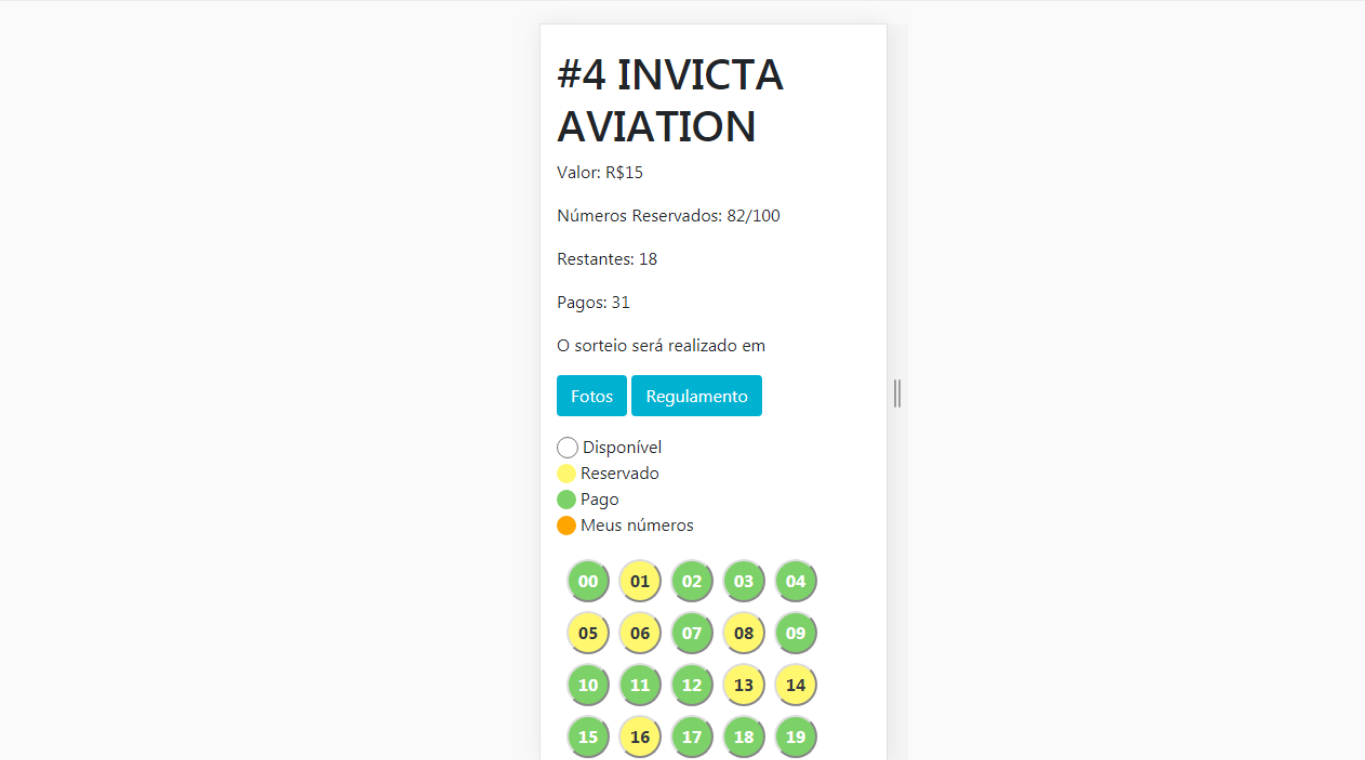 #4 INVICTA
AVIATION
Valor: R$15
Números Reservados: 82/100
Restantes: 18
Pagos: 31
O sorteio será realizado em
Fotos Regulamento
Disponível
Reservado
Pago
Meus números
00 01 02 03 04
05 06 07 08 09
10 11 12 13 14
15 16 17 18 19